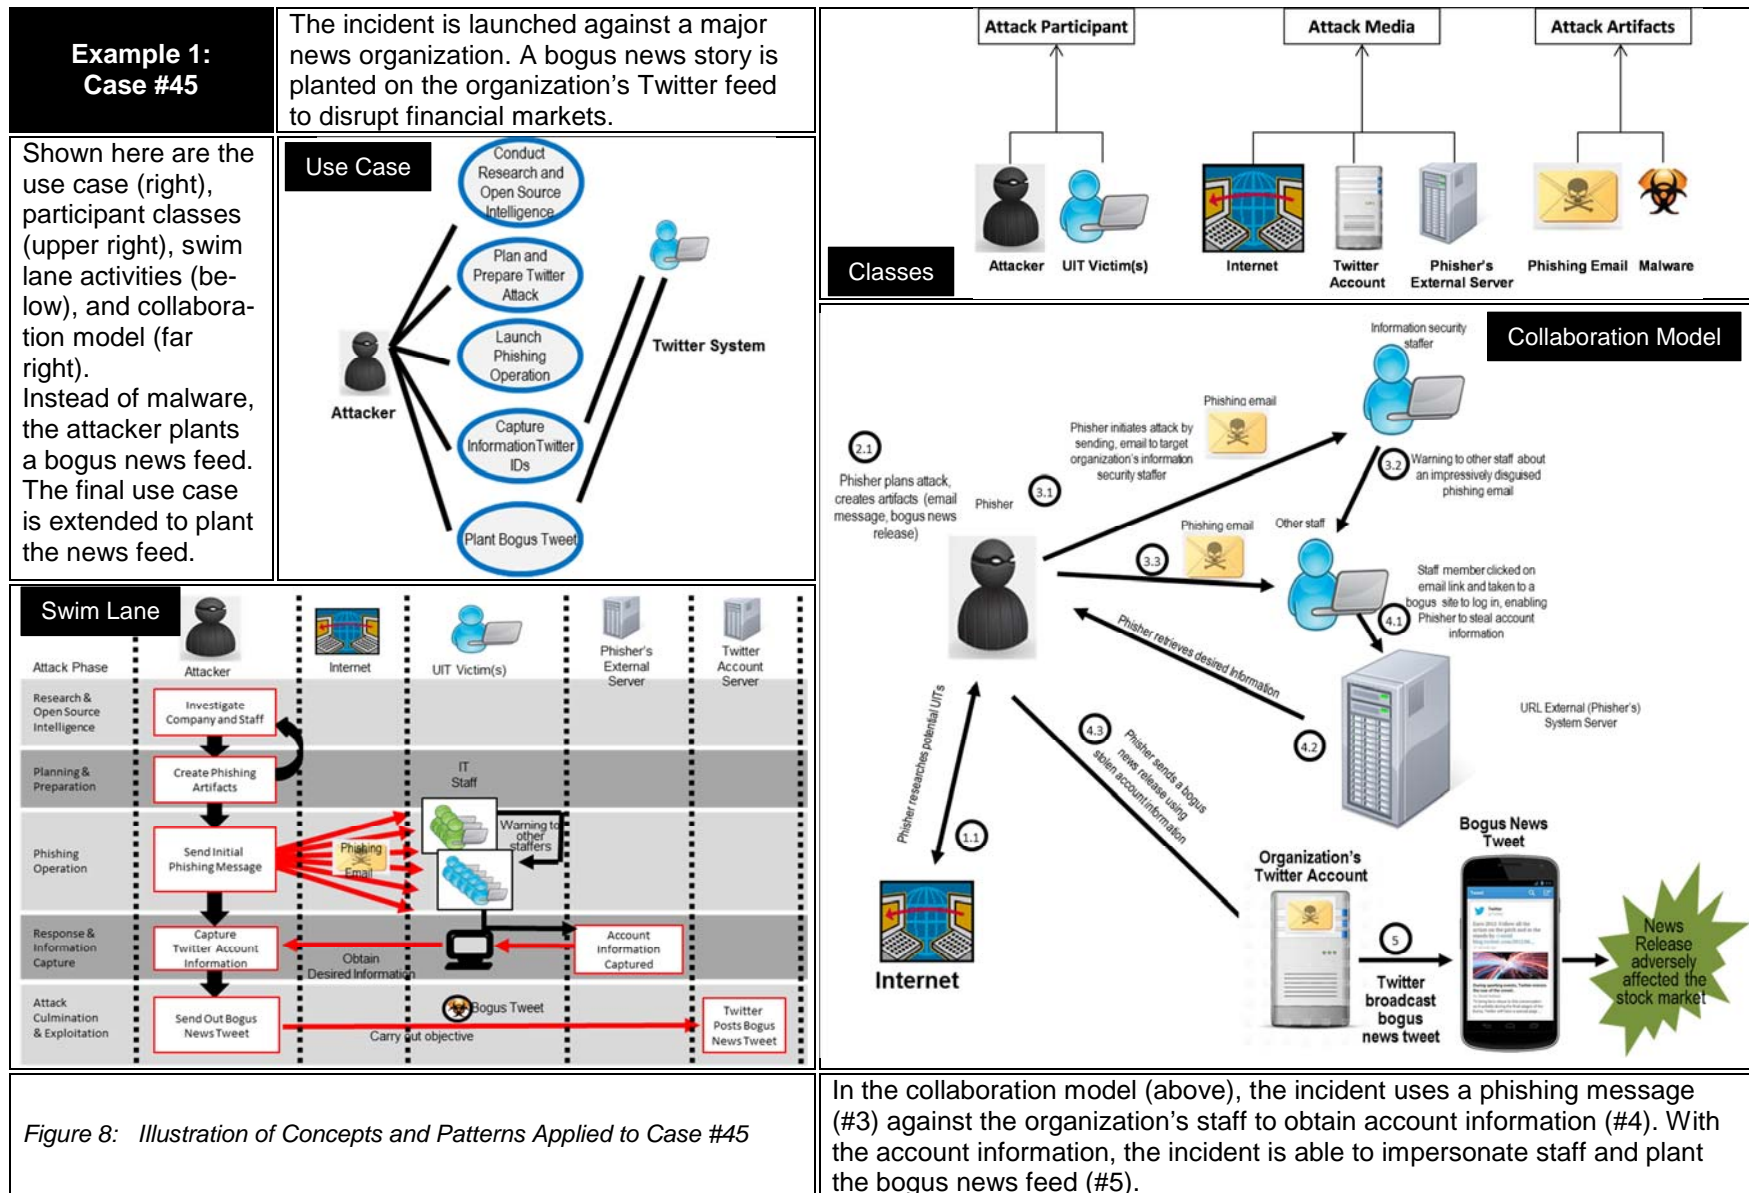 Example 1:
Case #45
The incident is launched against a major
news organization. A bogus news story is
planted on the organization's Twitter feed
to disrupt financial markets.
Shown here are the
use case (right),
participant classes
(upper right), swim
lane activities (be-
low), and collabora-
tion model (far
right).
Instead of malware,
the attacker plants
a bogus news feed.
The final use case
is extended to plant
the news feed.
Use Case
Conduct
Research and
Open Source
Intelligence
Plan and
Prepare Twitter
Attack
Launch
Phishing
Operation
Capture
InformationTwitter
IDs
Plant Bogus Tweet
Attacker
Twitter System
Attack Participant
Attack Media
Attack Artifacts
Classes
Attacker
UIT Victim(s)
Internet
Twitter
Account
Phisher's
External Server
Phishing Email
Malware
Swim Lane
Attack Phase
Attacker
Internet
UIT Victim(s)
Phisher's
External
Server
Twitter
Account
Server
Research &
Open Source
Intelligence
Investigate
Company and Staff
Planning &
Preparation
Create Phishing
Artifacts
IT
Staff
Phishing
Operation
Send Initial
Phishing Message
Phishing
Email
Warning to
other
staffers
Response &
Information
Capture
Capture
Twitter Account
Information
Obtain
Desired Information
Account
Information
Captured
Attack
Culmination
& Exploitation
Send Out Bogus
News Tweet
Bogus Tweet
Carry out objective
Twitter
Posts Bogus
News Tweet
Collaboration Model
Information security
staffer
Phishing email
Phisher initiates attack by
sending, email to target
organization's information
security staffer
2.1
Phisher plans attack,
creates artifacts (email
message, bogus news
release)
3.1
Phisher
3.2
Warning to other staff about
an impressively disguised
phishing email
Phishing email
Other staff
3.3
Staff member clicked on
email link and taken to a
bogus site to log in, enabling
Phisher to steal account
information
4.1
Phisher retrieves desired Information
4.2
URL External (Phisher's)
System Server
Phisher researches potential UITs
1.1
4.3
Phisher sends a bogus
news release using
stolen account information
Internet
Organization's
Twitter Account
5
Twitter
broadcast
bogus
news tweet
Bogus News
Tweet
Tweet
Twitter
News
Release
adversely
affected the
stock market
Figure 8: Illustration of Concepts and Patterns Applied to Case #45
In the collaboration model (above), the incident uses a phishing message
(#3) against the organization's staff to obtain account information (#4). With
the account information, the incident is able to impersonate staff and plant
the bogus news feed (#5).